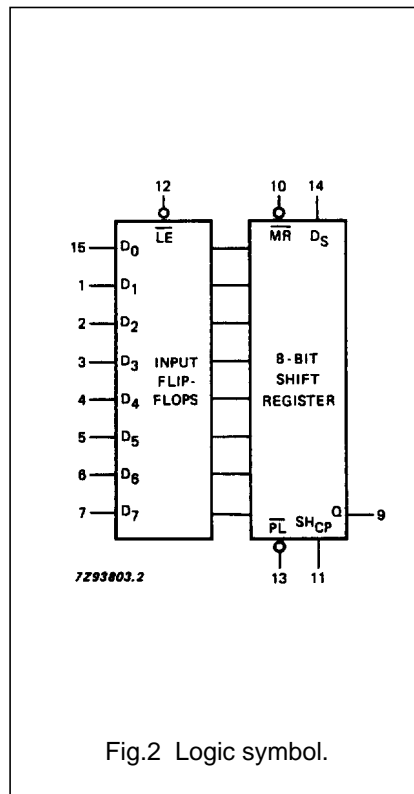 12 10 14
LE MR DS
15 D0
1 D1
2 D2
3 D3 INPUT 8-BIT
FLIP- SHIFT
4 D4 FLOPS REGISTER
5 D5
6 D6
7 D7 PL SHCP Q 9
13 11
7Z93803.2
Fig.2 Logic symbol.